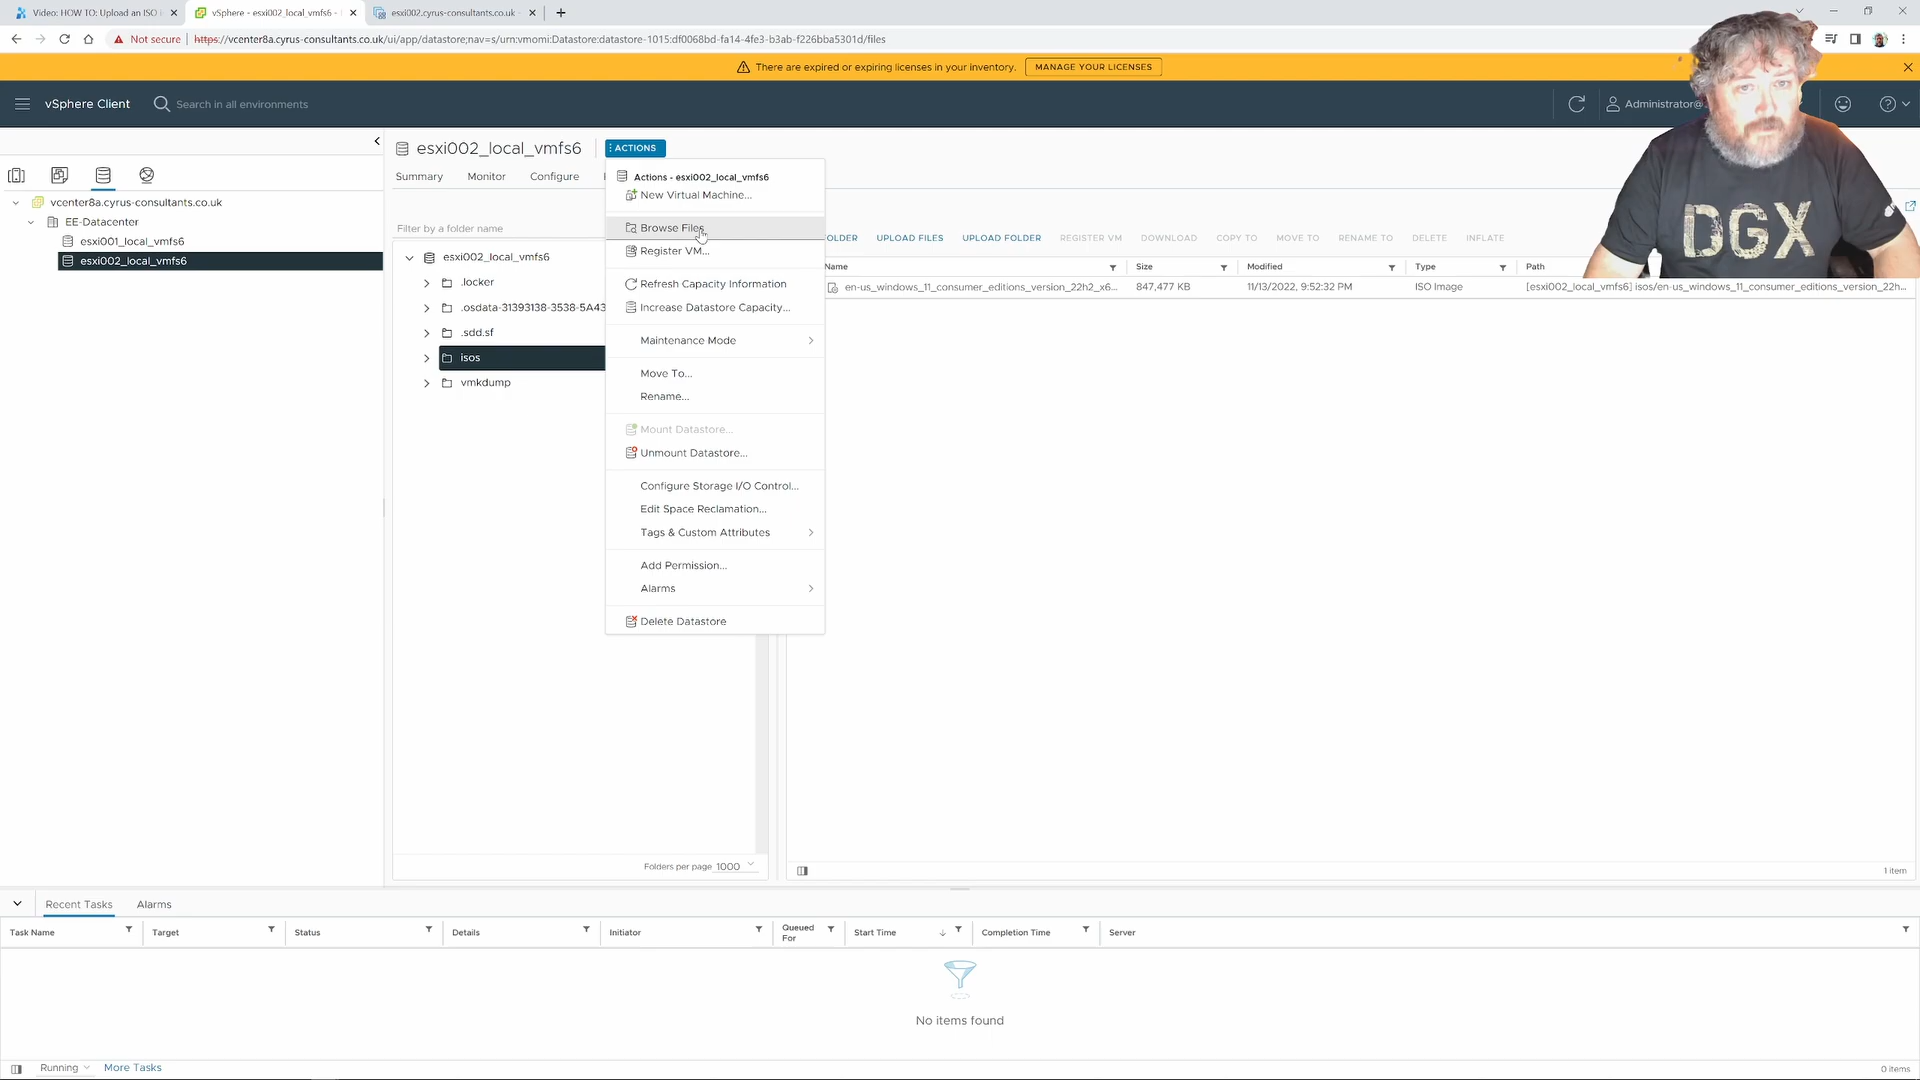 Video: HOW TO: Upload an ISO
vSphere - esxi002_local_vmfs6 -
esxi002.cyrus-consultants.co.uk
Not secure
https://vcenter8a.cyrus-consultants.co.uk/ui/app/datastore;nav=s/urn:vmomi:Datastore:datastore-1015:df0068bd-fa14-4fe3-b3ab-f226bba5301d/files
There are expired or expiring licenses in your inventory.
MANAGE YOUR LICENSES
vSphere Client
Search in all environments
Administrator@
DGX
esxi002_local_vmfs6
ACTIONS
Summary
Monitor
Configure
vcenter8a.cyrus-consultants.co.uk
EE-Datacenter
esxi001_local_vmfs6
esxi002_local_vmfs6
Filter by a folder name
esxi002_local_vmfs6
.locker
.osdata-31393138-3538-5A43
.sdd.sf
isos
vmkdump
Folders per page 1000
Actions - esxi002_local_vmfs6
New Virtual Machine...
Browse Files
Register VM...
Refresh Capacity Information
Increase Datastore Capacity...
Maintenance Mode
Move To...
Rename...
Mount Datastore...
Unmount Datastore...
Configure Storage I/O Control...
Edit Space Reclamation...
Tags & Custom Attributes
Add Permission...
Alarms
Delete Datastore
OLDER
UPLOAD FILES
UPLOAD FOLDER
REGISTER VM
DOWNLOAD
COPY TO
MOVE TO
RENAME TO
DELETE
INFLATE
Name
Size
Modified
Type
Path
en-us_windows_11_consumer_editions_version_22h2_x6...
847,477 KB
11/13/2022, 9:52:32 PM
ISO Image
[esxi002_local_vmfs6] isos/en-us_windows_11_consumer_editions_version_22h...
1 item
Recent Tasks
Alarms
Task Name
Target
Status
Details
Initiator
Queued
For
Start Time
Completion Time
Server
No items found
Running
More Tasks
0 items